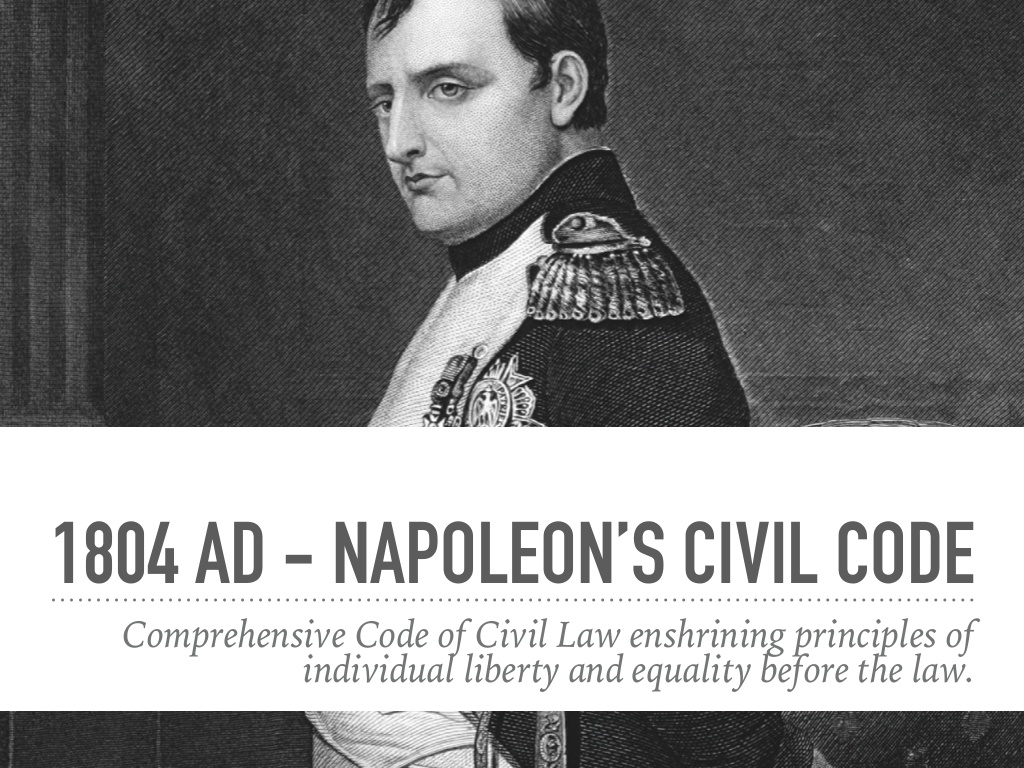 1804 AD – NAPOLEON’S CIVIL CODE
Comprehensive Code of Civil Law enshrining principles of
individual liberty and equality before the law.